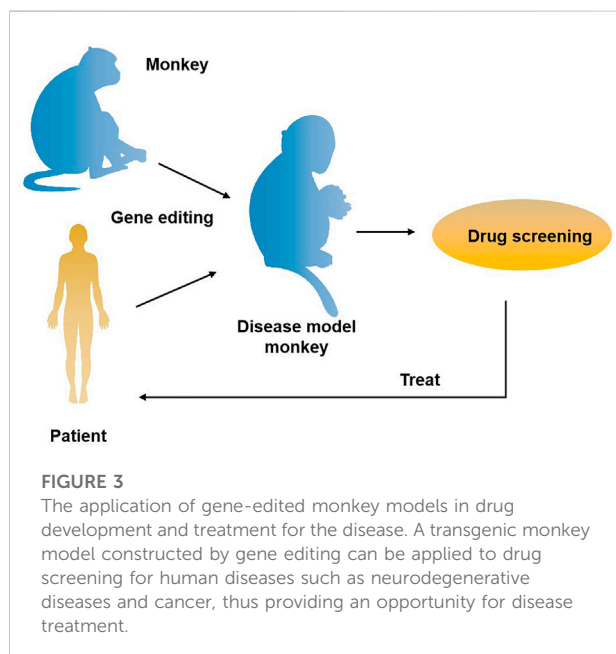 Monkey
Gene editing
Drug screening
Disease model
monkey
Treat
Patient
FIGURE 3
The application of gene-edited monkey models in drug
development and treatment for the disease. A transgenic monkey
model constructed by gene editing can be applied to drug
screening for human diseases such as neurodegenerative
diseases and cancer, thus providing an opportunity for disease
treatment.